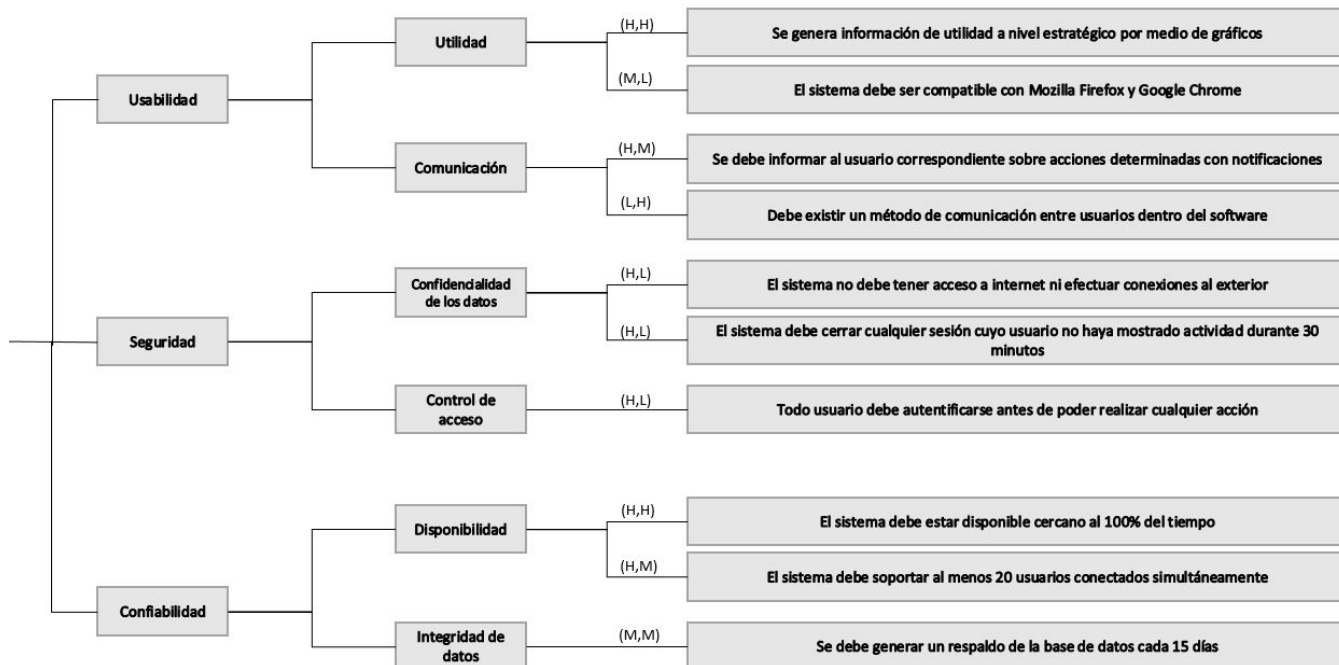 Utilidad
(H,H)
Se genera información de utilidad a nivel estratégico por medio de gráficos
Usabilidad
(M,L)
El sistema debe ser compatible con Mozilla Firefox y Google Chrome
Comunicación
(H,M)
Se debe informar al usuario correspondiente sobre acciones determinadas con notificaciones
(L,H)
Debe existir un método de comunicación entre usuarios dentro del software
Confidencialidad
de los datos
(H,L)
El sistema no debe tener acceso a internet ni efectuar conexiones al exterior
Seguridad
(H,L)
El sistema debe cerrar cualquier sesión cuyo usuario no haya mostrado actividad durante 30
minutos
Control de
acceso
(H,L)
Todo usuario debe autentificarse antes de poder realizar cualquier acción
Disponibilidad
(H,H)
El sistema debe estar disponible cercano al 100% del tiempo
(H,M)
El sistema debe soportar al menos 20 usuarios conectados simultáneamente
Confiabilidad
Integridad de
datos
(M,M)
Se debe generar un respaldo de la base de datos cada 15 días